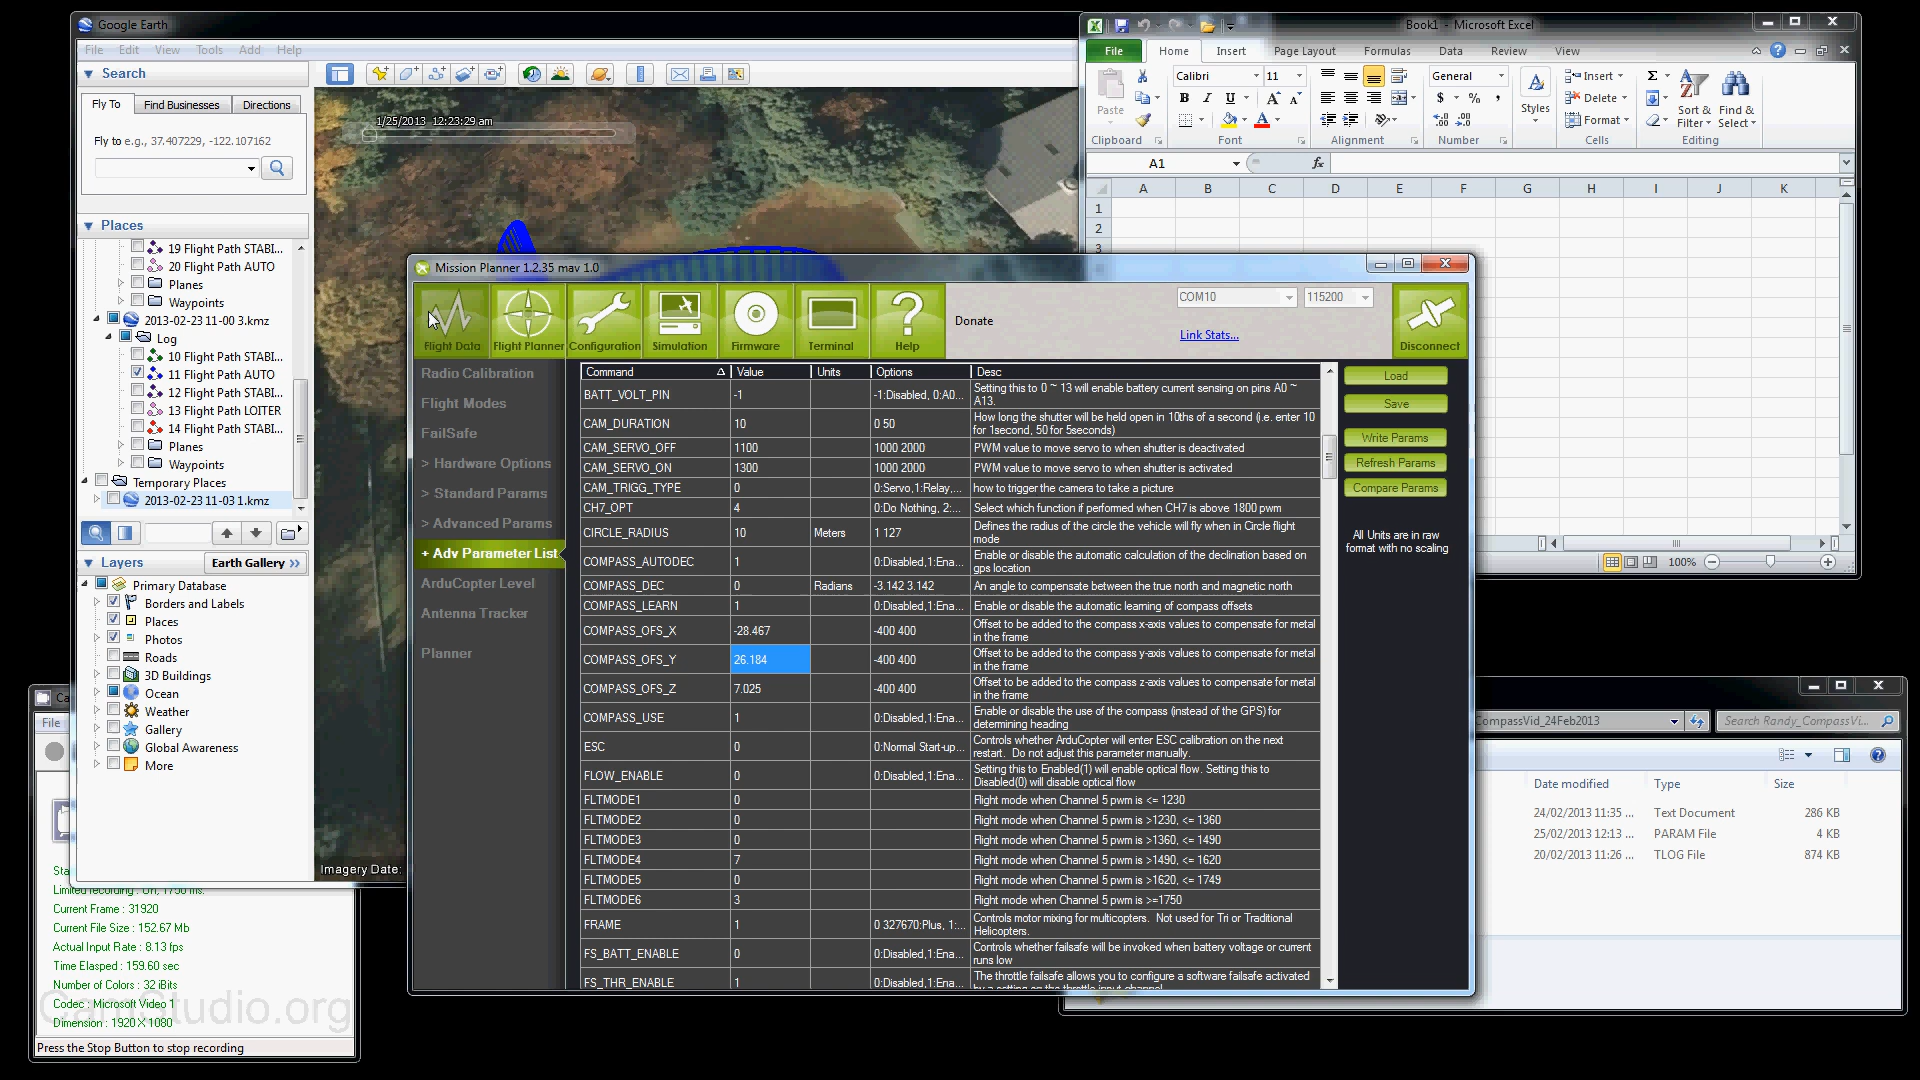 Google Earth
File Edit View Tools Add Help
Search
Fly To Find Businesses Directions
Fly to e.g., 37.407229, -122.107162
Places
19 Flight Path STABI...
20 Flight Path AUTO
Planes
Waypoints
2013-02-23 11-00 3.kmz
Log
10 Flight Path STABI...
11 Flight Path AUTO
12 Flight Path STABI...
13 Flight Path LOITER
14 Flight Path STABI...
Planes
Waypoints
Temporary Places
2013-02-23 11-03 1.kmz
Layers
Earth Gallery »
Primary Database
Borders and Labels
Places
Photos
Roads
3D Buildings
Ocean
Weather
Gallery
Global Awareness
More
1/25/2013 12:23:29 am
Imagery Date:
Book1 - Microsoft Excel
File Home Insert Page Layout Formulas Data Review View
Paste
Calibri 11
B I U
General
$ % ,
Styles
Insert
Delete
Format
Sort & Filter
Find & Select
Clipboard Font Alignment Number Cells Editing
A1 fx
A B C D E F G H I J K
1
2
3
100%
Mission Planner 1.2.35 mav 1.0
Flight Data Flight Planner Configuration Simulation Firmware Terminal Help
Donate
COM10 115200
Link Stats...
Disconnect
Radio Calibration
Flight Modes
FailSafe
> Hardware Options
> Standard Params
> Advanced Params
+ Adv Parameter List
ArduCopter Level
Antenna Tracker
Planner
Command Value Units Options Desc
BATT_VOLT_PIN -1 -1:Disabled, 0:A0... Setting this to 0 ~ 13 will enable battery current sensing on pins A0 ~ A13.
CAM_DURATION 10 0 50 How long the shutter will be held open in 10ths of a second (i.e. enter 10 for 1second, 50 for 5seconds)
CAM_SERVO_OFF 1100 1000 2000 PWM value to move servo to when shutter is deactivated
CAM_SERVO_ON 1300 1000 2000 PWM value to move servo to when shutter is activated
CAM_TRIGG_TYPE 0 0:Servo,1:Relay,... how to trigger the camera to take a picture
CH7_OPT 4 0:Do Nothing, 2:... Select which function if performed when CH7 is above 1800 pwm
CIRCLE_RADIUS 10 Meters 1 127 Defines the radius of the circle the vehicle will fly when in Circle flight mode
COMPASS_AUTODEC 1 0:Disabled,1:Ena... Enable or disable the automatic calculation of the declination based on gps location
COMPASS_DEC 0 Radians -3.142 3.142 An angle to compensate between the true north and magnetic north
COMPASS_LEARN 1 0:Disabled,1:Ena... Enable or disable the automatic learning of compass offsets
COMPASS_OFS_X -28.467 -400 400 Offset to be added to the compass x-axis values to compensate for metal in the frame
COMPASS_OFS_Y 26.184 -400 400 Offset to be added to the compass y-axis values to compensate for metal in the frame
COMPASS_OFS_Z 7.025 -400 400 Offset to be added to the compass z-axis values to compensate for metal in the frame
COMPASS_USE 1 0:Disabled,1:Ena... Enable or disable the use of the compass (instead of the GPS) for determining heading
ESC 0 0:Normal Start-up... Controls whether ArduCopter will enter ESC calibration on the next restart. Do not adjust this parameter manually.
FLOW_ENABLE 0 0:Disabled,1:Ena... Setting this to Enabled(1) will enable optical flow. Setting this to Disabled(0) will disable optical flow
FLTMODE1 0 Flight mode when Channel 5 pwm is <= 1230
FLTMODE2 0 Flight mode when Channel 5 pwm is >1230, <= 1360
FLTMODE3 0 Flight mode when Channel 5 pwm is >1360, <= 1490
FLTMODE4 7 Flight mode when Channel 5 pwm is >1490, <= 1620
FLTMODE5 0 Flight mode when Channel 5 pwm is >1620, <= 1749
FLTMODE6 3 Flight mode when Channel 5 pwm is >=1750
FRAME 1 0 327670:Plus, 1:... Controls motor mixing for multicopters. Not used for Tri or Traditional Helicopters.
FS_BATT_ENABLE 0 0:Disabled,1:Ena... Controls whether failsafe will be invoked when battery voltage or current runs low
FS_THR_ENABLE 1 0:Disabled,1:Ena... The throttle failsafe allows you to configure a software failsafe activated
Load
Save
Write Params
Refresh Params
Compare Params
All Units are in raw format with no scaling
CompassVid_24Feb2013
Search Randy_CompassVi...
Date modified Type Size
24/02/2013 11:35 ... Text Document 286 KB
25/02/2013 12:13 ... PARAM File 4 KB
20/02/2013 11:26 ... TLOG File 874 KB
Ca
File
Sta
Limited recording : On, 1750 ms.
Current Frame : 31920
Current File Size : 152.67 Mb
Actual Input Rate : 8.13 fps
Time Elasped : 159.60 sec
Number of Colors : 32 iBits
Codec : Microsoft Video 1
Dimension : 1920 X 1080
CamStudio.org
Press the Stop Button to stop recording